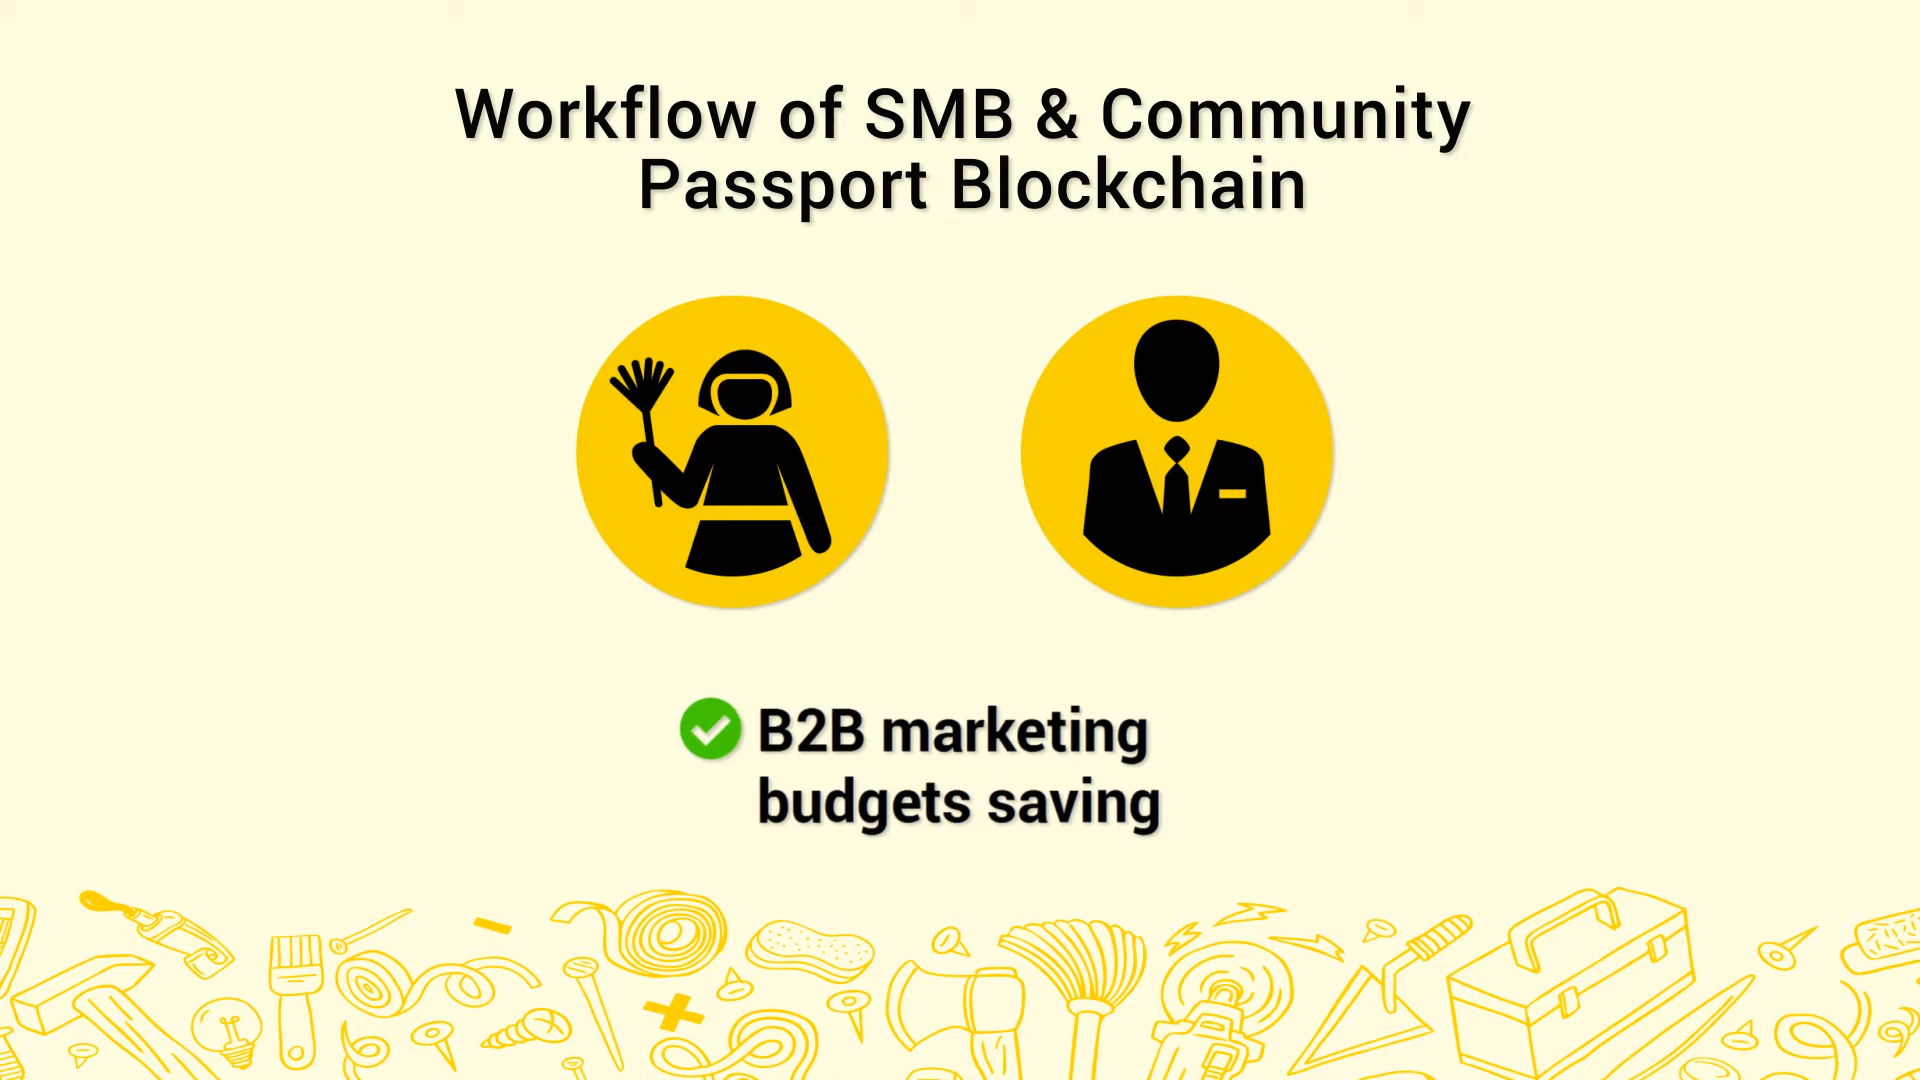 Workflow of SMB & Community
Passport Blockchain
B2B marketing
budgets saving